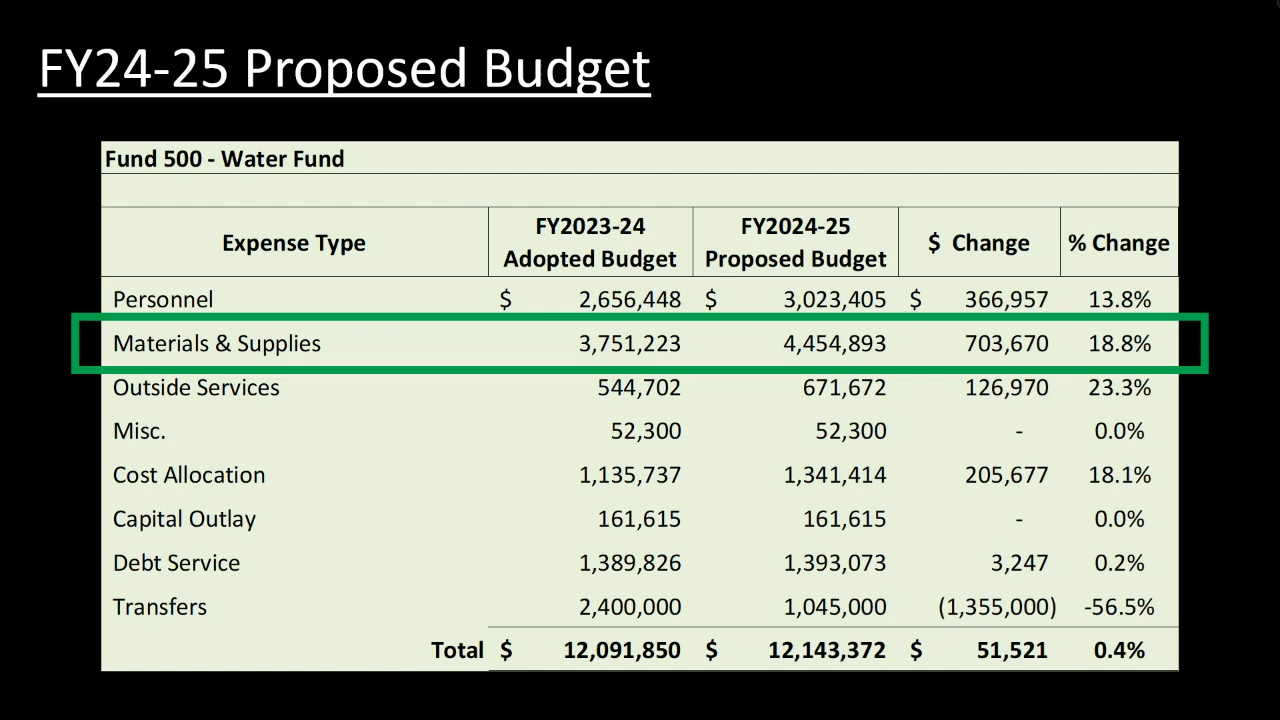 FY24-25 Proposed Budget
Fund 500 - Water Fund
Expense Type FY2023-24 Adopted Budget FY2024-25 Proposed Budget $ Change % Change
Personnel $ 2,656,448 $ 3,023,405 $ 366,957 13.8%
Materials & Supplies 3,751,223 4,454,893 703,670 18.8%
Outside Services 544,702 671,672 126,970 23.3%
Misc. 52,300 52,300 - 0.0%
Cost Allocation 1,135,737 1,341,414 205,677 18.1%
Capital Outlay 161,615 161,615 - 0.0%
Debt Service 1,389,826 1,393,073 3,247 0.2%
Transfers 2,400,000 1,045,000 (1,355,000) -56.5%
Total $ 12,091,850 $ 12,143,372 $ 51,521 0.4%